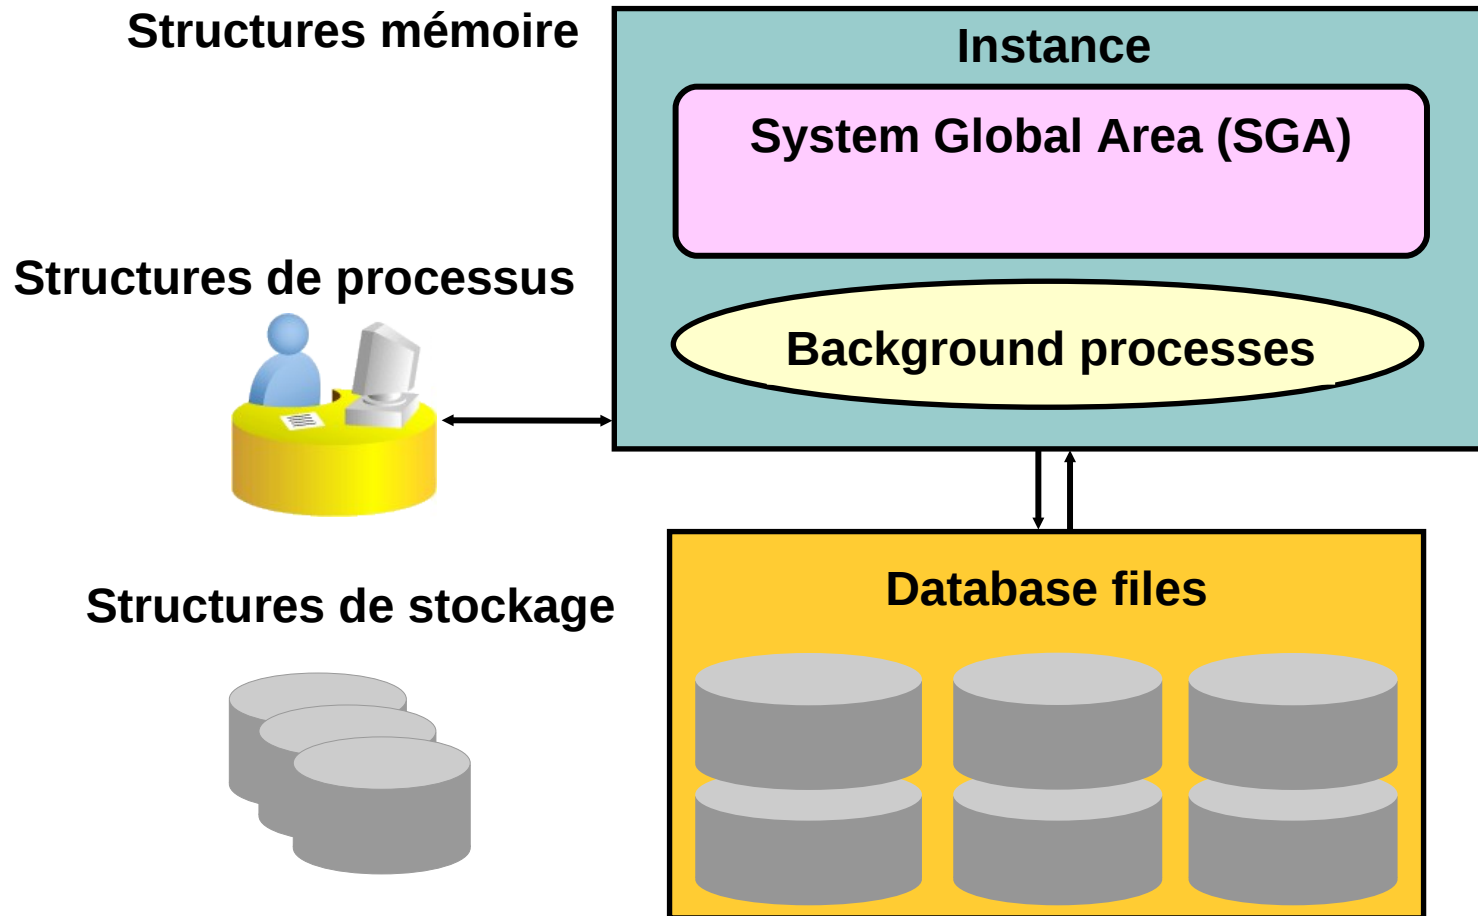 Structures mémoire
Instance
System Global Area (SGA)
Structures de processus
Background processes
Structures de stockage
Database files